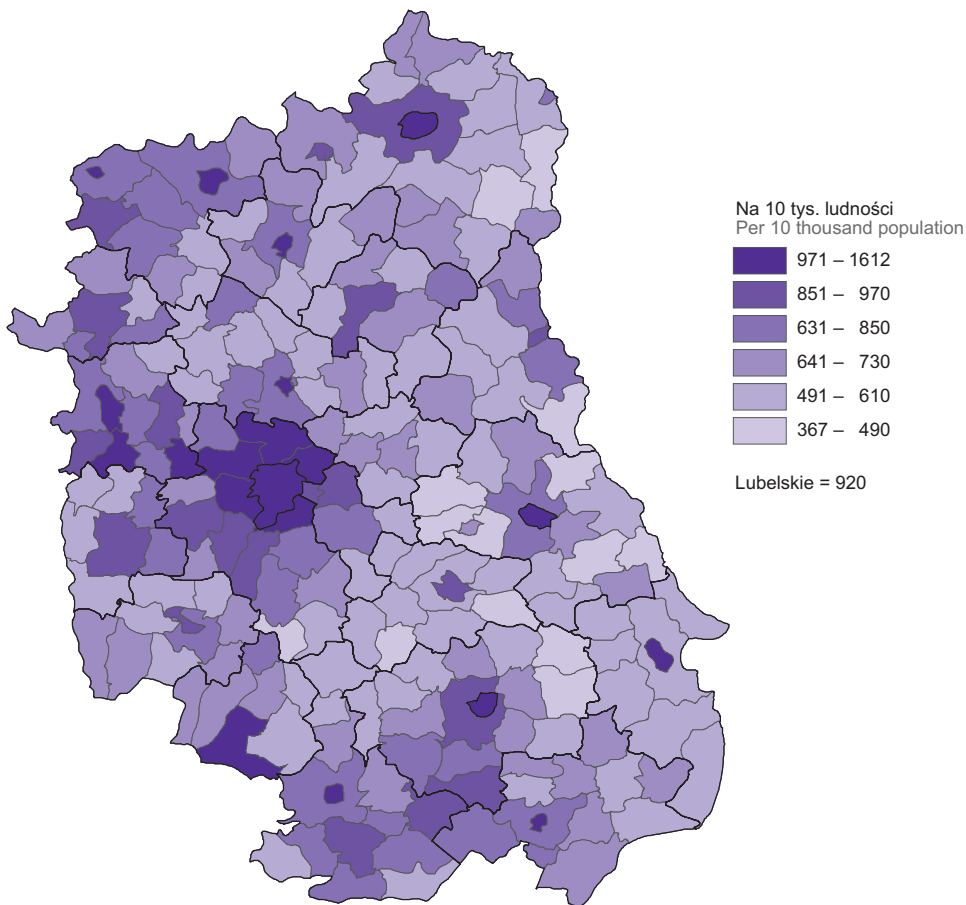 Na 10 tys. ludności
Per 10 thousand population
971 – 1612
851 – 970
631 – 850
641 – 730
491 – 610
367 – 490
Lubelskie = 920